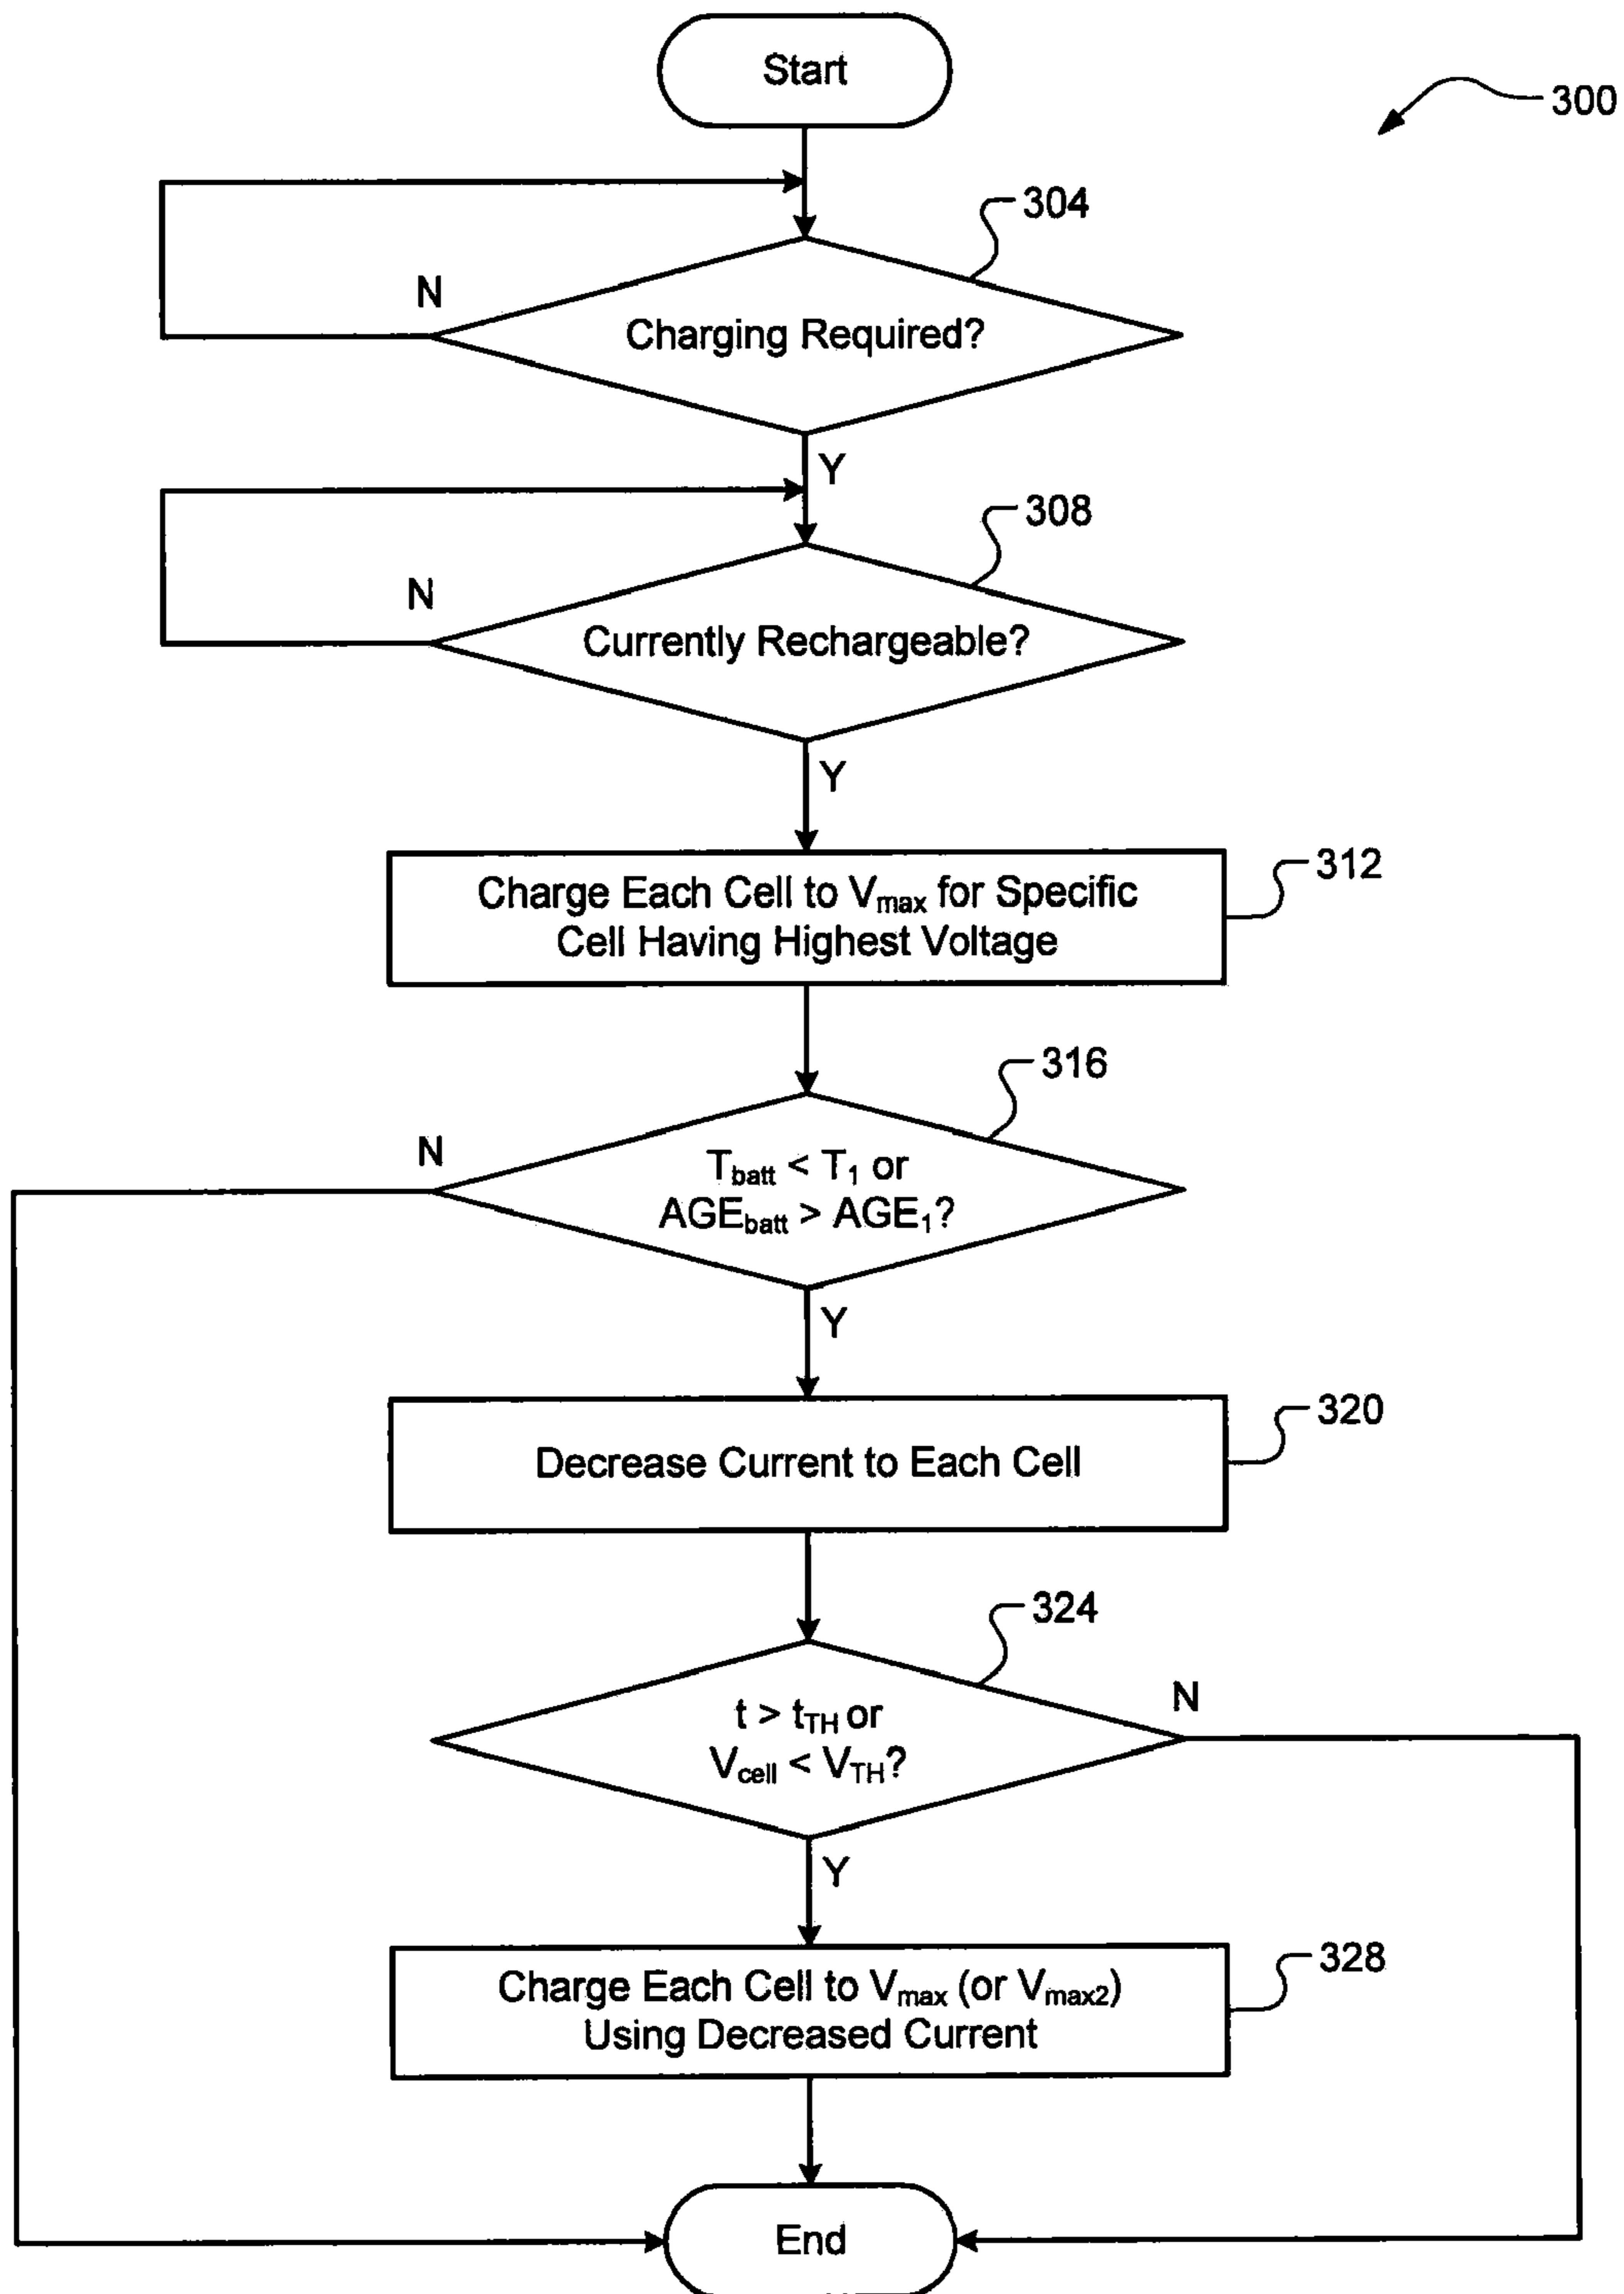 Start
300
304
N
Charging Required?
Y
308
N
Currently Rechargeable?
Y
312
Charge Each Cell to Vmax for Specific
Cell Having Highest Voltage
316
N
Tbatt < T1 or
AGEbatt > AGE1?
Y
320
Decrease Current to Each Cell
324
N
t > tTH or
Vcell < VTH?
Y
328
Charge Each Cell to Vmax (or Vmax2)
Using Decreased Current
End